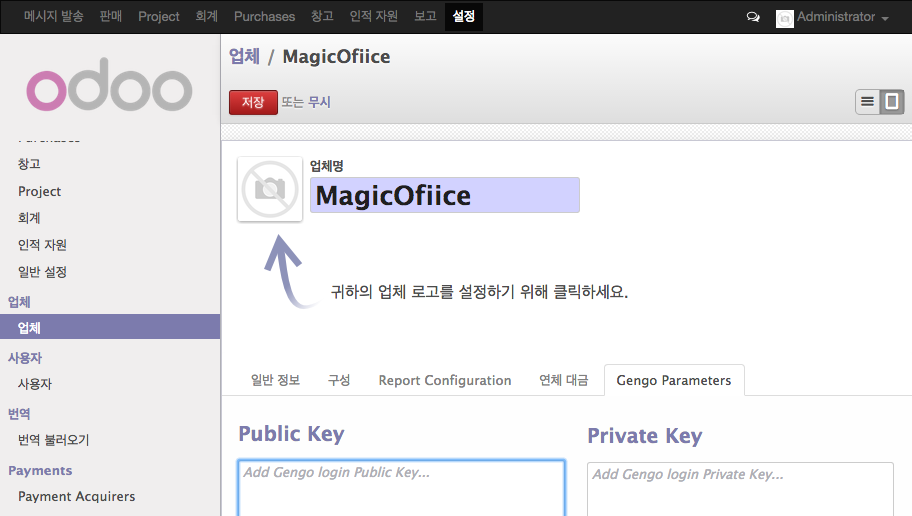 메시지 발송 판매 Project 회계 Purchases 창고 인적 자원 보고 설정 Administrator
odoo
업체 / MagicOfiice
저장 또는 무시
Purchases
창고
Project
회계
인적 자원
일반 설정
업체
업체
사용자
사용자
번역
번역 불러오기
Payments
Payment Acquirers
업체명
MagicOfiice
귀하의 업체 로고를 설정하기 위해 클릭하세요.
일반 정보 구성 Report Configuration 연체 대금 Gengo Parameters
Public Key Private Key
Add Gengo login Public Key... Add Gengo login Private Key...